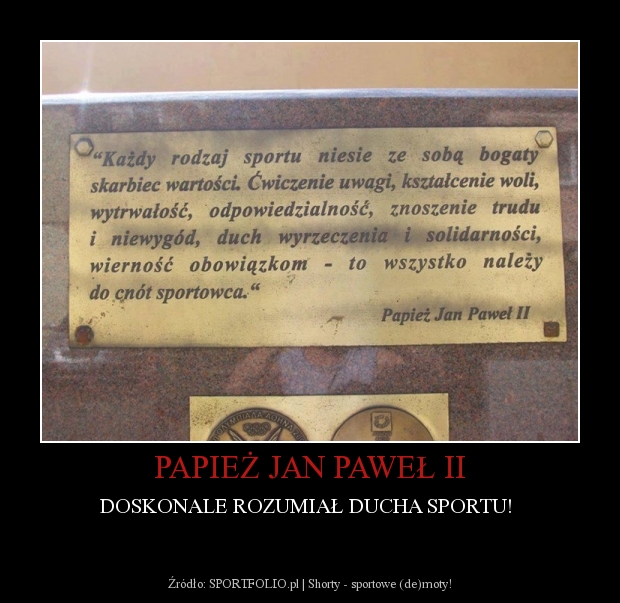 “Każdy rodzaj sportu niesie ze sobą bogaty
skarbiec wartości. Ćwiczenie uwagi, kształcenie woli,
wytrwałość, odpowiedzialność, znoszenie trudu
i niewygód, duch wyrzeczenia i solidarności,
wierność obowiązkom - to wszystko należy
do cnót sportowca.“
Papież Jan Paweł II
PAPIEŻ JAN PAWEŁ II
DOSKONALE ROZUMIAŁ DUCHA SPORTU!
Źródło: SPORTFOLIO.pl | Shorty - sportowe (de)moty!